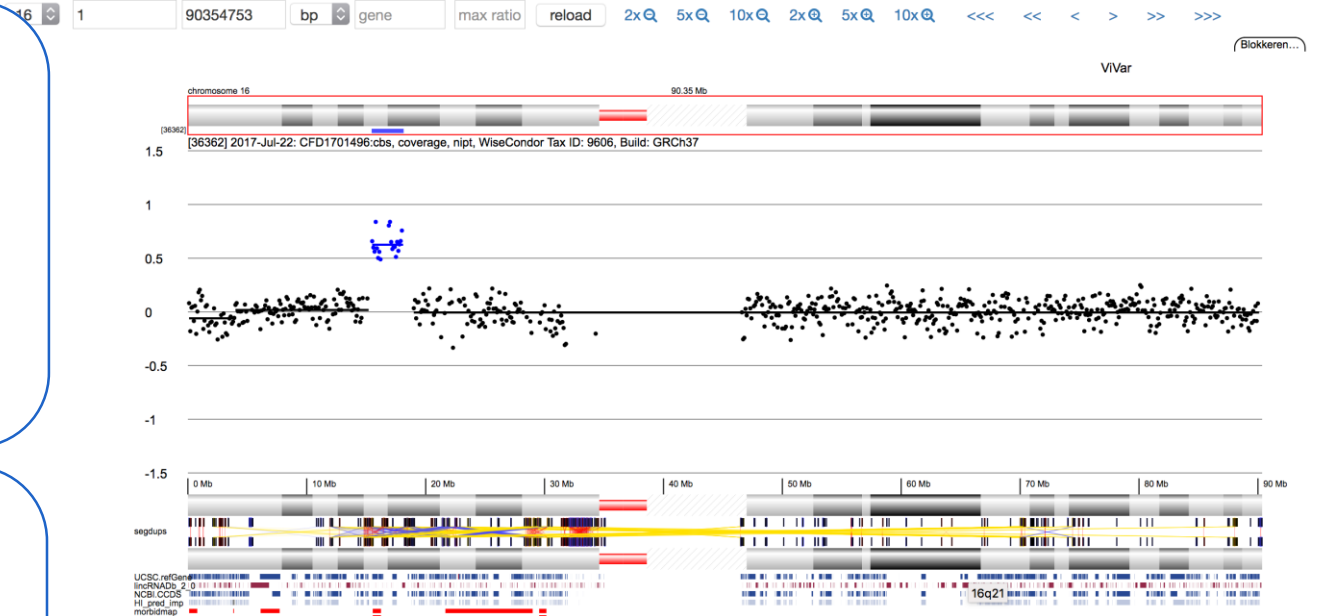 16 1 90354753 bp gene max ratio reload 2x 5x 10x 2x 5x 10x <<< << < > >> >>>
Blokkeren...
ViVar
chromosome 16 90.35 Mb
[36362]
[36362] 2017-Jul-22: CFD1701496:cbs, coverage, nipt, WiseCondor Tax ID: 9606, Build: GRCh37
1.5
1
0.5
0
-0.5
-1
-1.5
0 Mb 10 Mb 20 Mb 30 Mb 40 Mb 50 Mb 60 Mb 70 Mb 80 Mb 90 Mb
segdups
UCSC:refGene
lincRNADb_2_0
NCBI:CCDS
16q21
HI_pred_imp
morbidmap